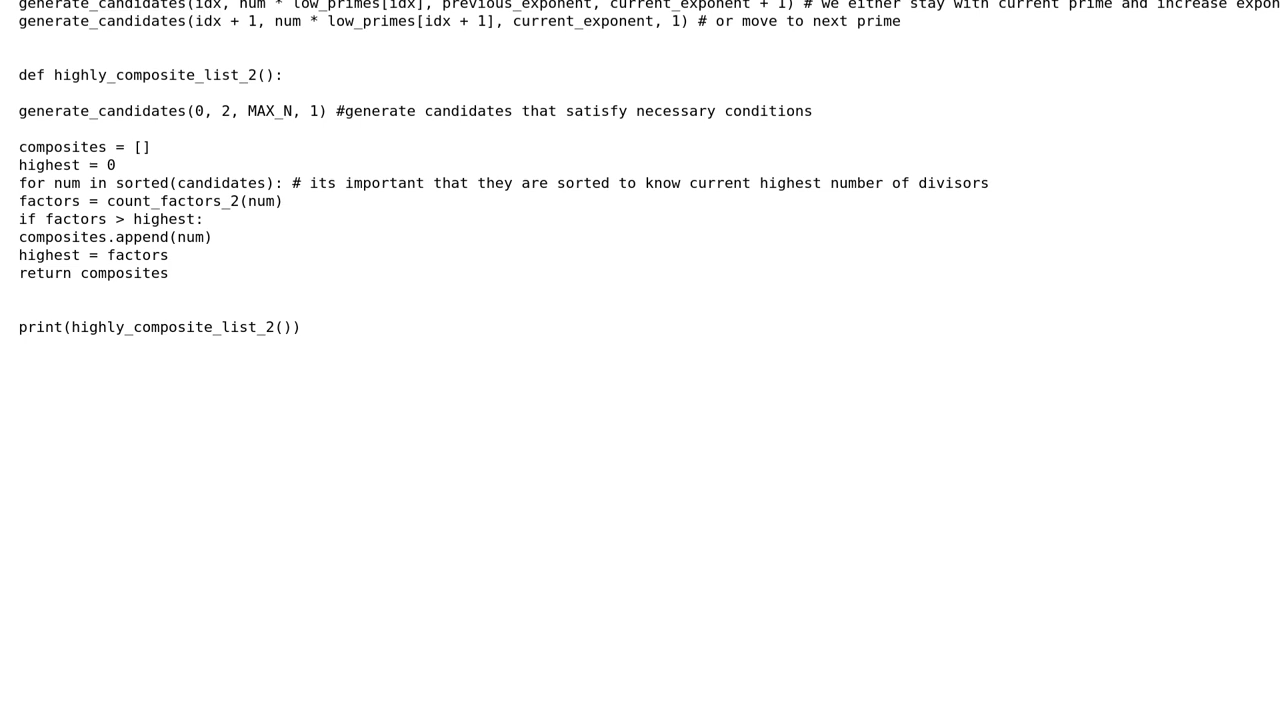 generate_candidates(idx, num * low_primes[idx], previous_exponent, current_exponent + 1) # we either stay with current prime and increase expon
generate_candidates(idx + 1, num * low_primes[idx + 1], current_exponent, 1) # or move to next prime
def highly_composite_list_2():
generate_candidates(0, 2, MAX_N, 1) #generate candidates that satisfy necessary conditions
composites = []
highest = 0
for num in sorted(candidates): # its important that they are sorted to know current highest number of divisors
factors = count_factors_2(num)
if factors > highest:
composites.append(num)
highest = factors
return composites
print(highly_composite_list_2())